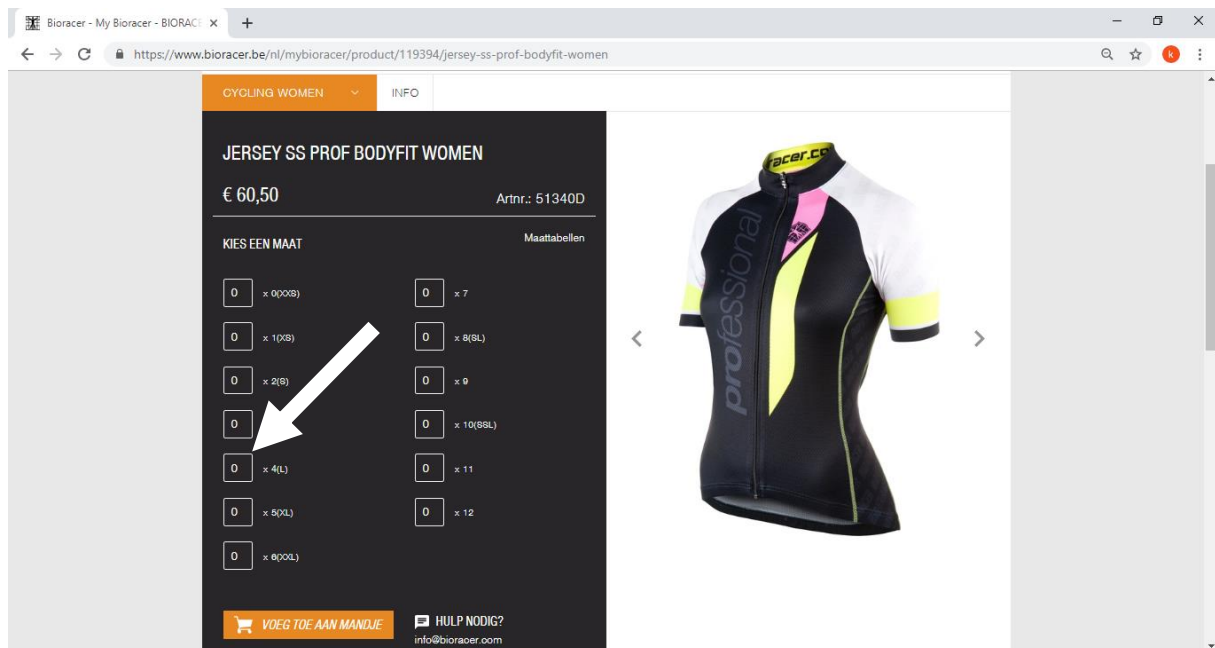 Bioracer - My Bioracer - BIORACE
https://www.bioracer.be/nl/mybioracer/product/119394/jersey-ss-prof-bodyfit-women
k
CYCLING WOMEN
INFO
JERSEY SS PROF BODYFIT WOMEN
€ 60,50
Artnr.: 51340D
KIES EEN MAAT
Maattabellen
0 x 0(XXS)
0 x 7
0 x 1(XS)
0 x 8(SL)
0 x 2(S)
0 x 9
0
0 x 10(SSL)
0 x 4(L)
0 x 11
0 x 5(XL)
0 x 12
0 x 6(XXL)
VOEG TOE AAN MANDJE
HULP NODIG?
info@bioracer.com
racer.co
professional